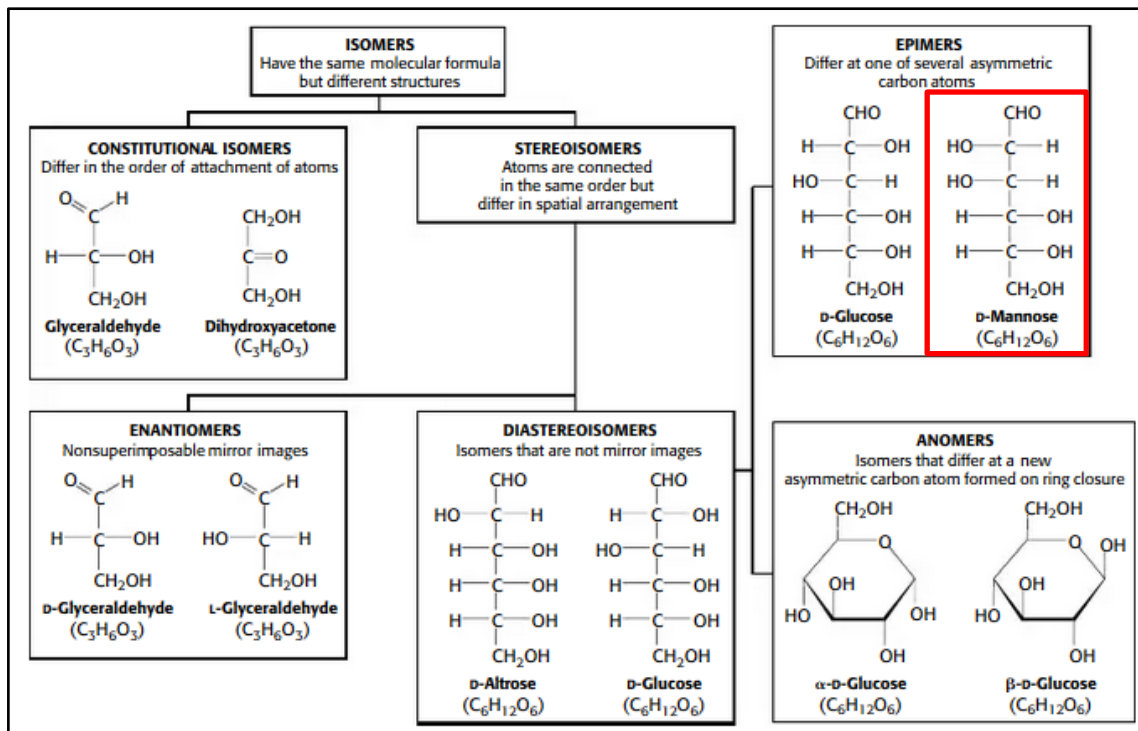 ISOMERS
Have the same molecular formula
but different structures
CONSTITUTIONAL ISOMERS
Differ in the order of attachment of atoms
O H
C
H C OH
CH₂OH
Glyceraldehyde
(C₃H₆O₃)
CH₂OH
C O
CH₂OH
Dihydroxyacetone
(C₃H₆O₃)
STEREOISOMERS
Atoms are connected
in the same order but
differ in spatial arrangement
EPIMERS
Differ at one of several asymmetric
carbon atoms
CHO
H C OH
HO C H
H C OH
H C OH
CH₂OH
D-Glucose
(C₆H₁₂O₆)
CHO
HO C H
HO C H
H C OH
H C OH
CH₂OH
D-Mannose
(C₆H₁₂O₆)
ENANTIOMERS
Nonsuperimposable mirror images
O H
C
H C OH
CH₂OH
D-Glyceraldehyde
(C₃H₆O₃)
O H
C
HO C H
CH₂OH
L-Glyceraldehyde
(C₃H₆O₃)
DIASTEREOISOMERS
Isomers that are not mirror images
CHO
HO C H
H C OH
H C OH
H C OH
CH₂OH
D-Altrose
(C₆H₁₂O₆)
CHO
H C OH
HO C H
H C OH
H C OH
CH₂OH
D-Glucose
(C₆H₁₂O₆)
ANOMERS
Isomers that differ at a new
asymmetric carbon atom formed on ring closure
CH₂OH
O
OH
HO OH
OH
α-D-Glucose
(C₆H₁₂O₆)
CH₂OH
O OH
OH
HO
OH
β-D-Glucose
(C₆H₁₂O₆)